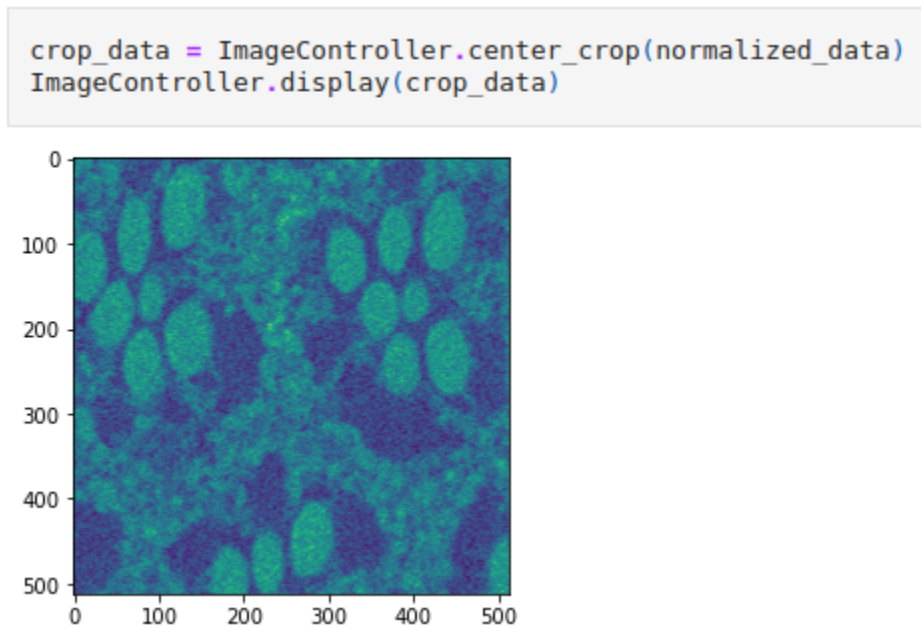 crop_data = ImageController.center_crop(normalized_data)
ImageController.display(crop_data)
0
100
200
300
400
500
0 100 200 300 400 500